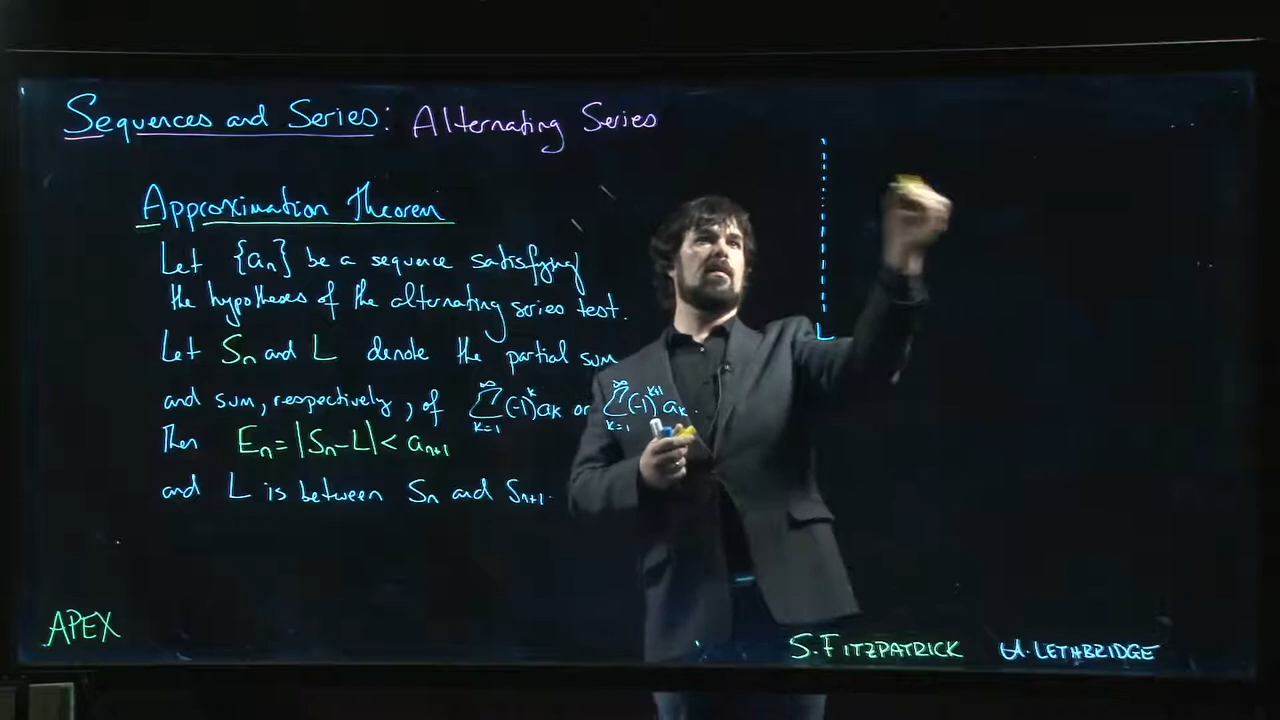 Sequences and Series: Alternating Series
Approximation Theorem
Let {aₙ} be a sequence satisfying
the hypotheses of the alternating series test.
Let Sₙ and L denote the partial sum
and sum, respectively, of ∑_{k=1}^{∞} (-1)^k a_k or ∑_{k=1}^{∞} (-1)^{k+1} a_k.
Then Eₙ = |Sₙ-L| < aₙ₊₁
and L is between Sₙ and Sₙ₊₁.
L
APEX
S. FITZPATRICK U. LETHBRIDGE